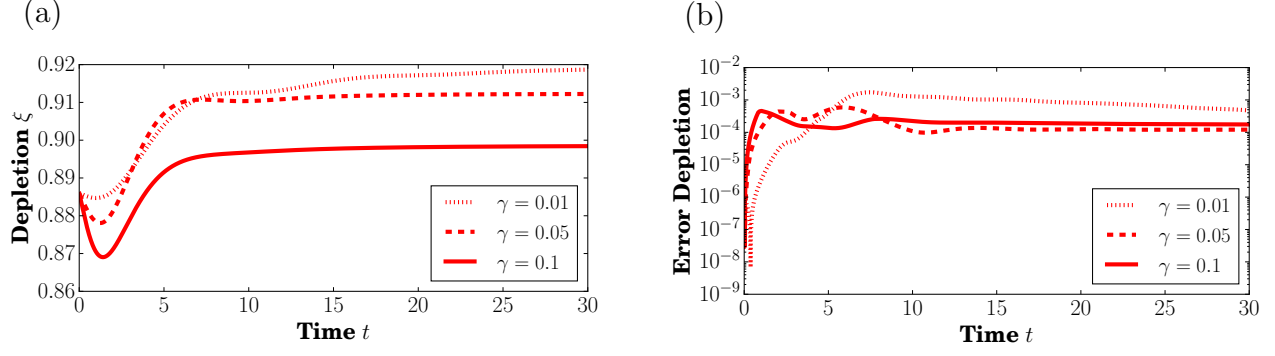 (a)
Depletion ξ
0.92
0.91
0.90
0.89
0.88
0.87
0.86
0
5
10
15
20
25
30
Time t
γ = 0.01
γ = 0.05
γ = 0.1
(b)
Error Depletion
10⁻²
10⁻³
10⁻⁴
10⁻⁵
10⁻⁶
10⁻⁷
10⁻⁸
10⁻⁹
0
5
10
15
20
25
30
Time t
γ = 0.01
γ = 0.05
γ = 0.1